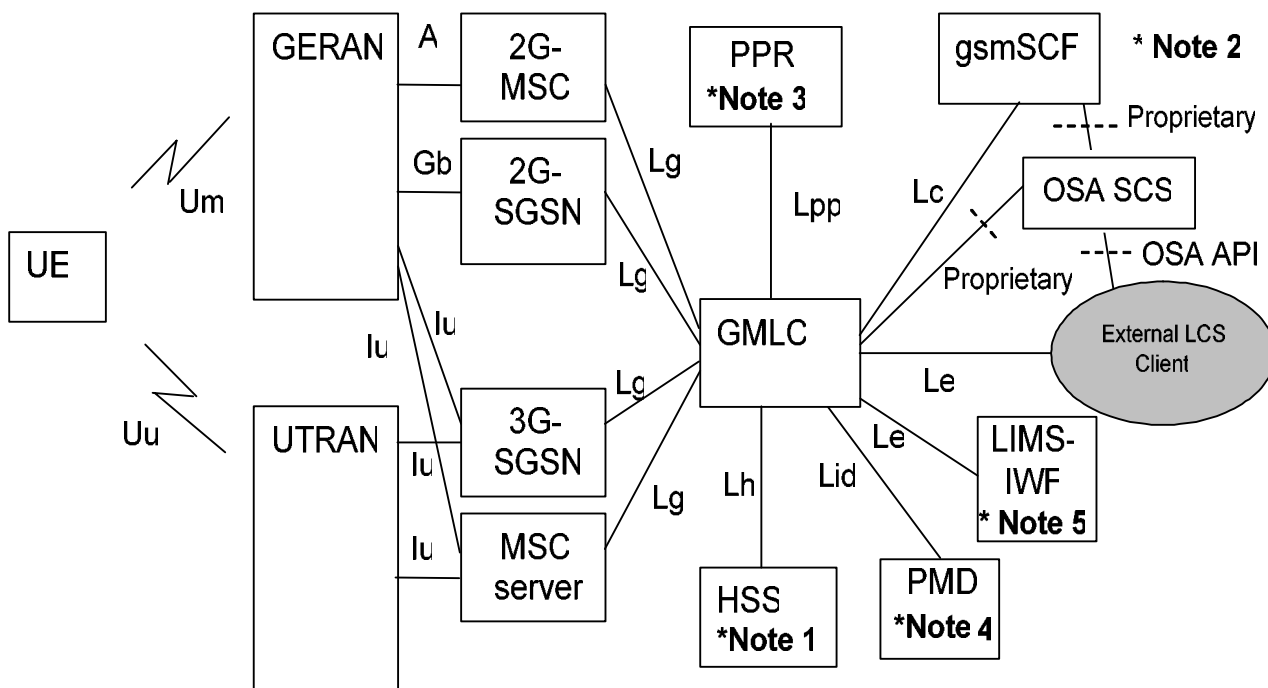 GERAN
A
2G-
MSC
PPR
*Note 3
gsmSCF
* Note 2
Proprietary
Gb
2G-
SGSN
Lg
Um
Lpp
Lc
OSA SCS
UE
Lg
Proprietary
OSA API
Iu
Iu
GMLC
External LCS
Client
Uu
UTRAN
Iu
3G-
SGSN
Lg
Le
Le
LIMS-
IWF
* Note 5
Lh
Lid
Lg
Iu
MSC
server
HSS
*Note 1
PMD
*Note 4